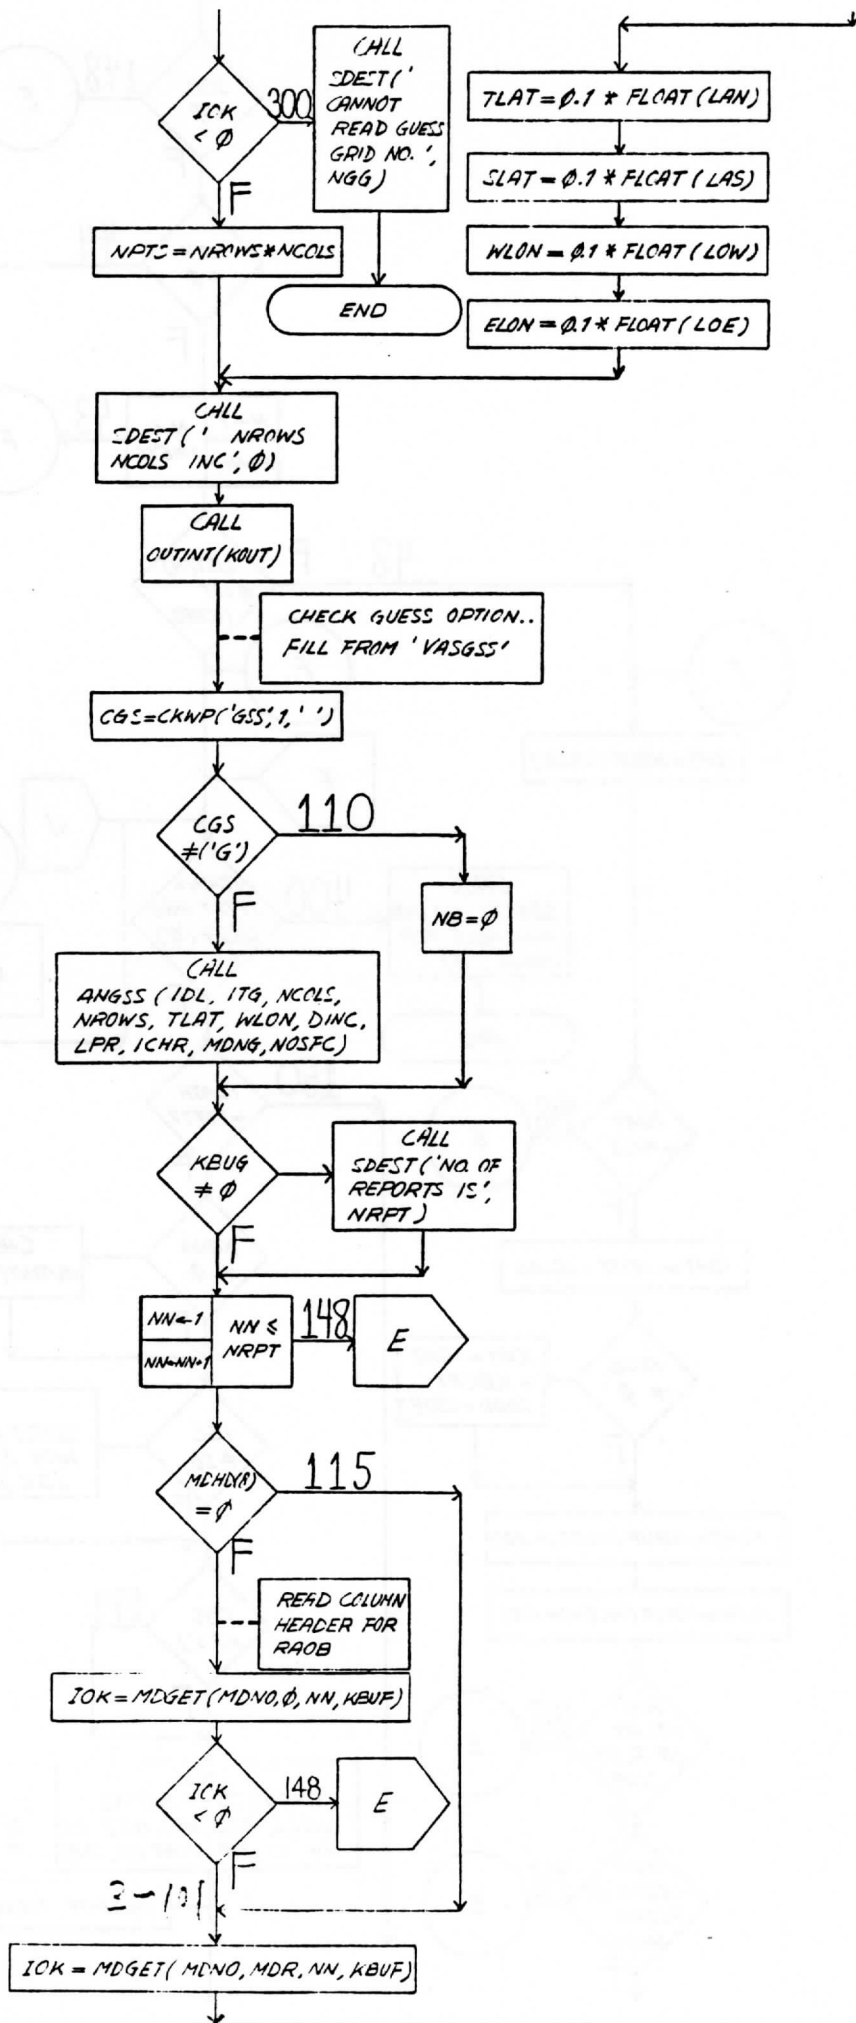 IOK
< Ø
300
F
CALL
SDEST('
CANNOT
READ GUESS
GRID NO.',
NGG)
END
NPTS=NROWS*NCOLS
TLAT=Ø.1 * FLOAT(LAN)
SLAT=Ø.1 * FLOAT(LAS)
WLON=Ø.1 * FLOAT(LOW)
ELON=Ø.1 * FLOAT(LOE)
CALL
SDEST(' NROWS
NCOLS INC',Ø)
CALL
OUTINT(KOUT)
CHECK GUESS OPTION..
FILL FROM 'VASGSS'
CGS=CKWP('GSS',1,' ')
CGS
≠('G')
110
F
NB=Ø
CALL
ANGSS(IDL, ITG, NCOLS,
NROWS, TLAT, WLON, DINC,
LPR, ICHR, MDNG, NOSFC)
KBUG
≠ Ø
F
CALL
SDEST('NO. OF
REPORTS IS',
NRPT)
NN←1
NN←NN+1
NN ≤
NRPT
148
E
MDHD(8)
= Ø
115
F
READ COLUMN
HEADER FOR
RAOB
IOK=MDGET(MDNO,Ø,NN,KBUF)
IOK
< Ø
148
E
F
IOK = MDGET(MDNO, MDR, NN, KBUF)